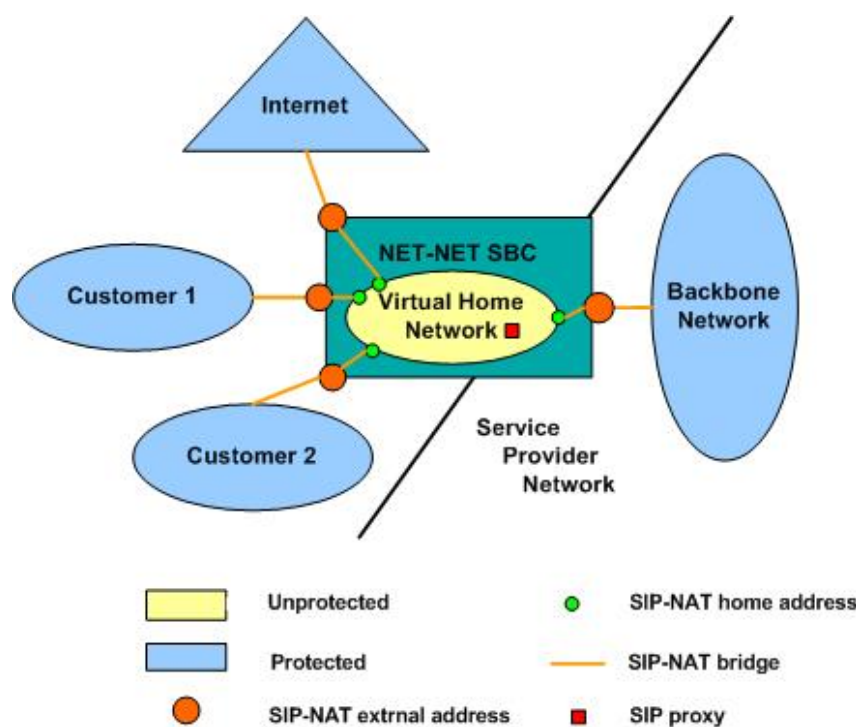 Internet
NET-NET SBC
Customer 1
Virtual Home
Network
Backbone
Network
Customer 2
Service
Provider
Network
Unprotected
SIP-NAT home address
Protected
SIP-NAT bridge
SIP-NAT extrnal address
SIP proxy